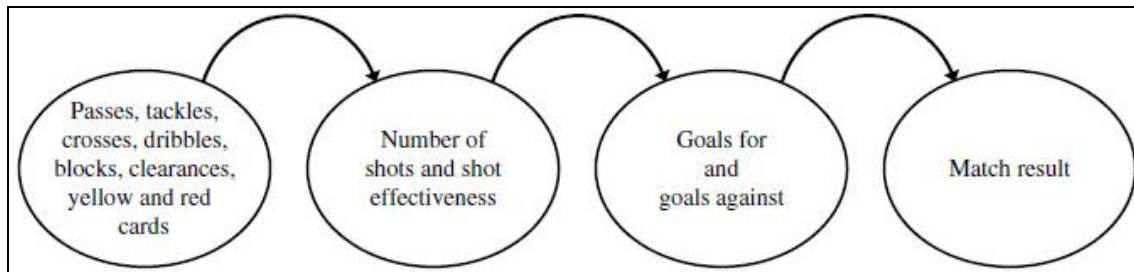 Passes, tackles,
crosses, dribbles,
blocks, clearances,
yellow and red
cards
Number of
shots and shot
effectiveness
Goals for
and
goals against
Match result